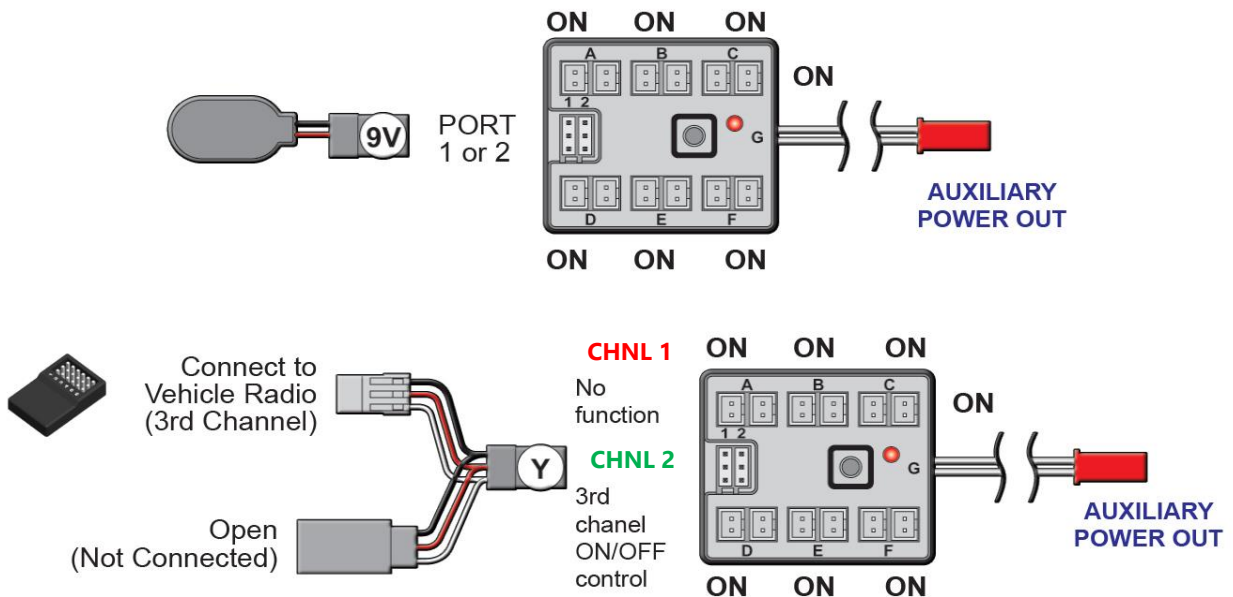 ON ON ON
A B C
ON
1 2
9V
PORT
1 or 2
G
D E F
AUXILIARY
POWER OUT
ON ON ON
Connect to
Vehicle Radio
(3rd Channel)
CHNL 1
No
function
ON ON ON
A B C
ON
1 2
Y
CHNL 2
3rd
chanel
ON/OFF
control
G
Open
(Not Connected)
D E F
AUXILIARY
POWER OUT
ON ON ON